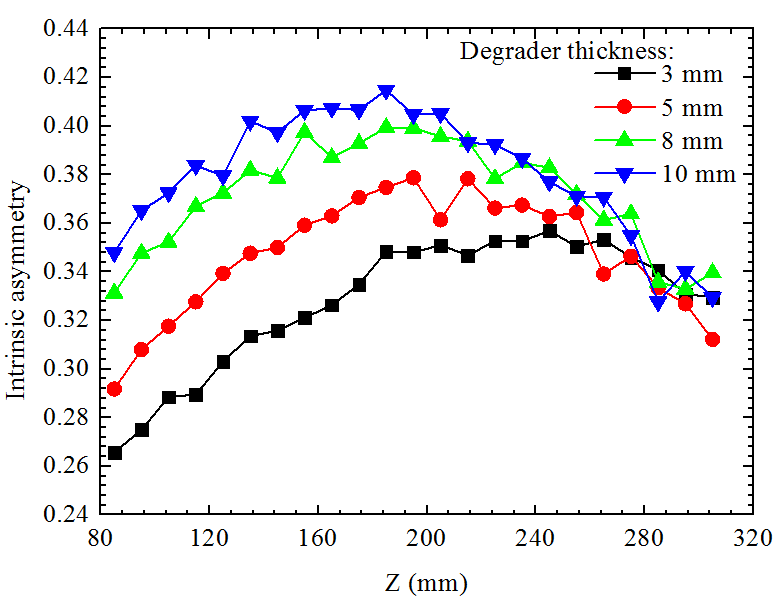 Degrader thickness:
3 mm
5 mm
8 mm
10 mm
Intrinsic asymmetry
0.44
0.42
0.40
0.38
0.36
0.34
0.32
0.30
0.28
0.26
0.24
80 120 160 200 240 280 320
Z (mm)